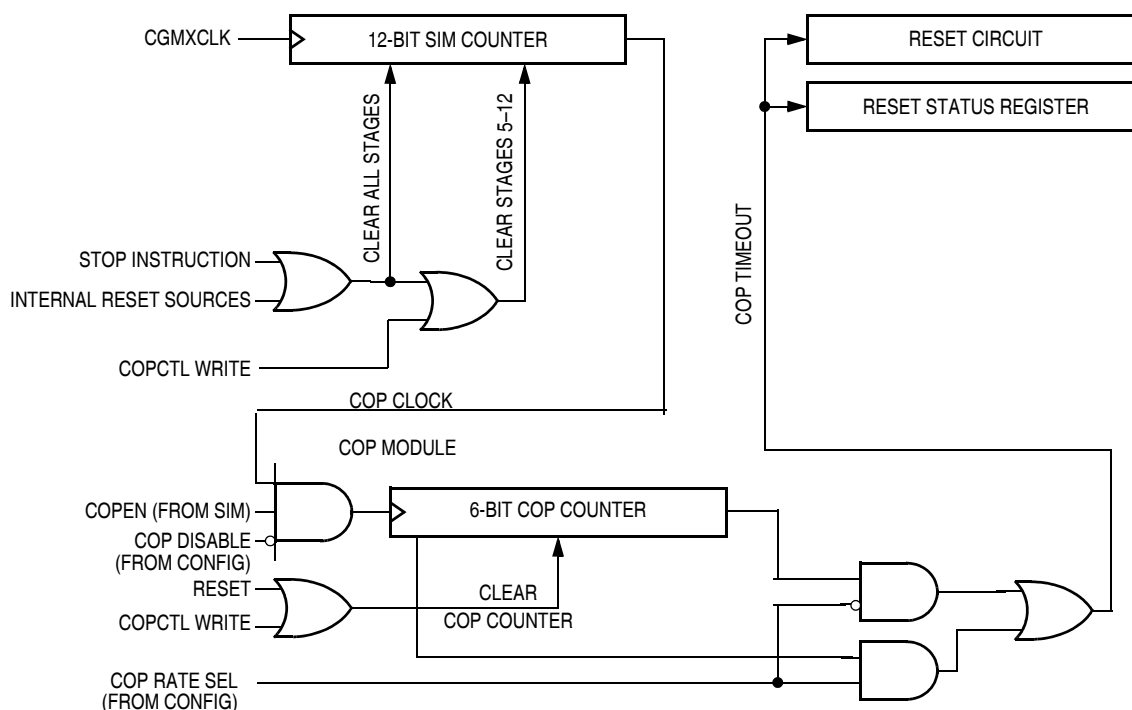 CGMXCLK
12-BIT SIM COUNTER
RESET CIRCUIT
RESET STATUS REGISTER
CLEAR ALL STAGES
CLEAR STAGES 5–12
COP TIMEOUT
STOP INSTRUCTION
INTERNAL RESET SOURCES
COPCTL WRITE
COP CLOCK
COP MODULE
COPEN (FROM SIM)
6-BIT COP COUNTER
COP DISABLE
(FROM CONFIG)
RESET
COPCTL WRITE
CLEAR
COP COUNTER
COP RATE SEL
(FROM CONFIG)